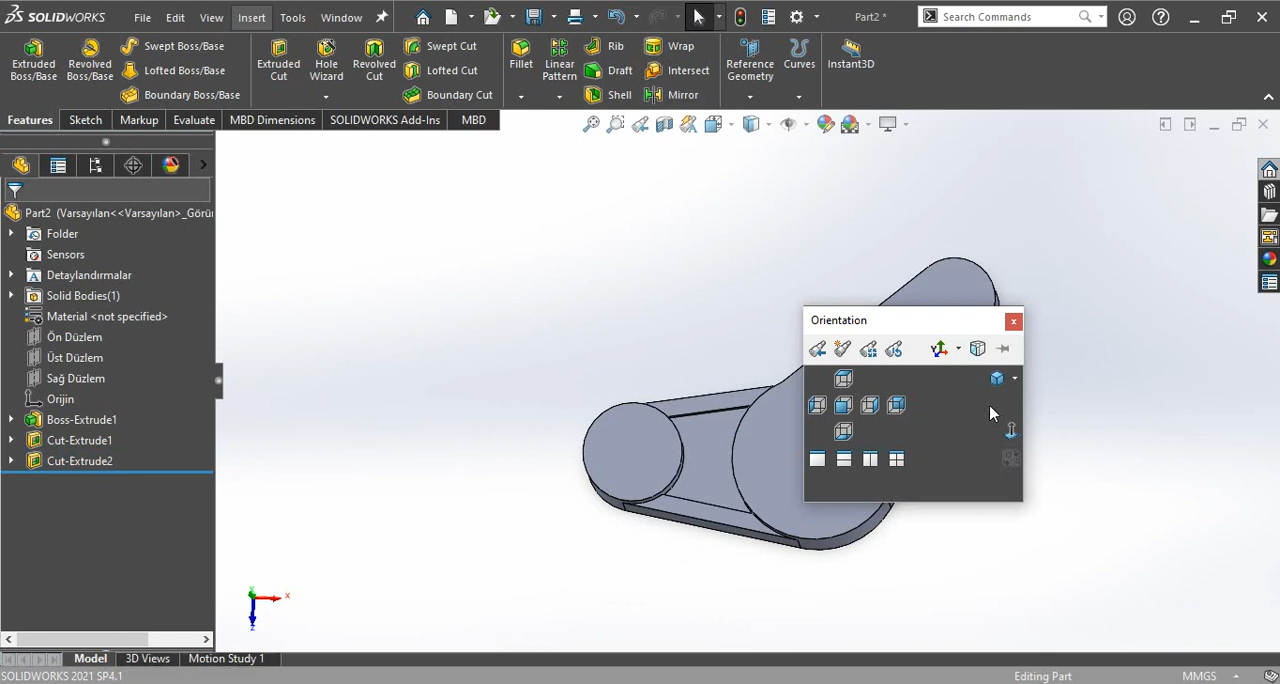 SOLIDWORKS File Edit View Insert Tools Window Part2 * Search Commands
Extruded Boss/Base
Revolved Boss/Base
Swept Boss/Base
Lofted Boss/Base
Boundary Boss/Base
Extruded Cut
Hole Wizard
Revolved Cut
Swept Cut
Lofted Cut
Boundary Cut
Fillet
Linear Pattern
Rib
Draft
Shell
Wrap
Intersect
Mirror
Reference Geometry
Curves
Instant3D
Features Sketch Markup Evaluate MBD Dimensions SOLIDWORKS Add-Ins MBD
Part2 (Varsayılan<<Varsayılan>_Görür
Folder
Sensors
Detaylandırmalar
Solid Bodies(1)
Material <not specified>
Ön Düzlem
Üst Düzlem
Sağ Düzlem
Orijin
Boss-Extrude1
Cut-Extrude1
Cut-Extrude2
Orientation
x
Y
x
z
Model 3D Views Motion Study 1
SOLIDWORKS 2021 SP4.1 Editing Part MMGS